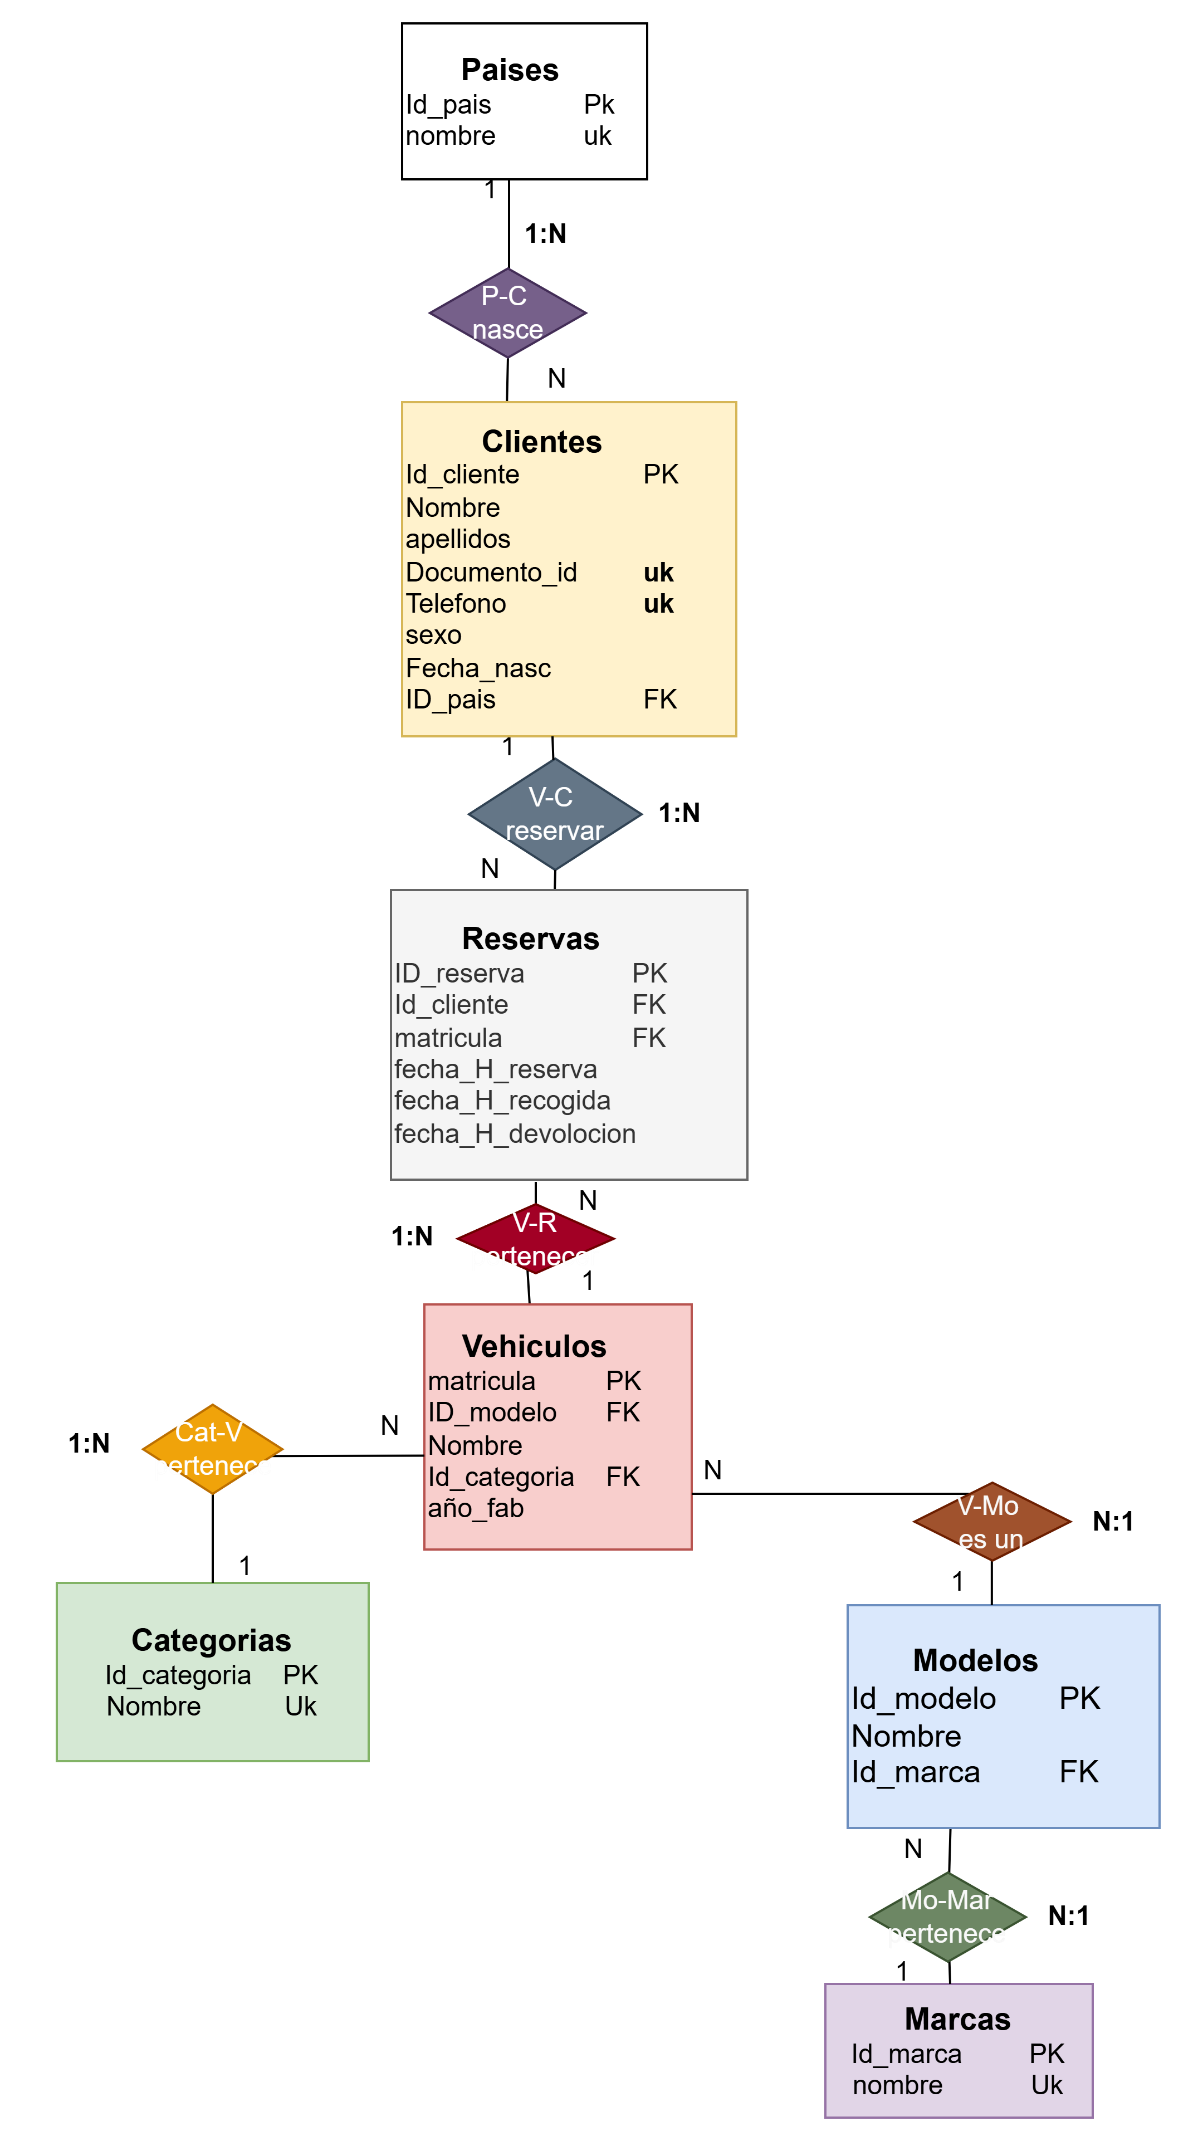 Paises
Id_pais Pk
nombre uk
1
1:N
P-C
nasce
N
Clientes
Id_cliente PK
Nombre
apellidos
Documento_id uk
Telefono uk
sexo
Fecha_nasc
ID_pais FK
1
V-C
reservar
1:N
N
Reservas
ID_reserva PK
Id_cliente FK
matricula FK
fecha_H_reserva
fecha_H_recogida
fecha_H_devolocion
N
1:N
V-R
ertenece
1
Vehiculos
matricula PK
ID_modelo FK
Nombre
Id_categoria FK
año_fab
N
1:N
Cat-V
pertenece
1
Categorias
Id_categoria PK
Nombre Uk
N
V-Mo
es un
N:1
1
Modelos
Id_modelo PK
Nombre
Id_marca FK
N
Mo-Mar
pertenece
N:1
1
Marcas
Id_marca PK
nombre Uk